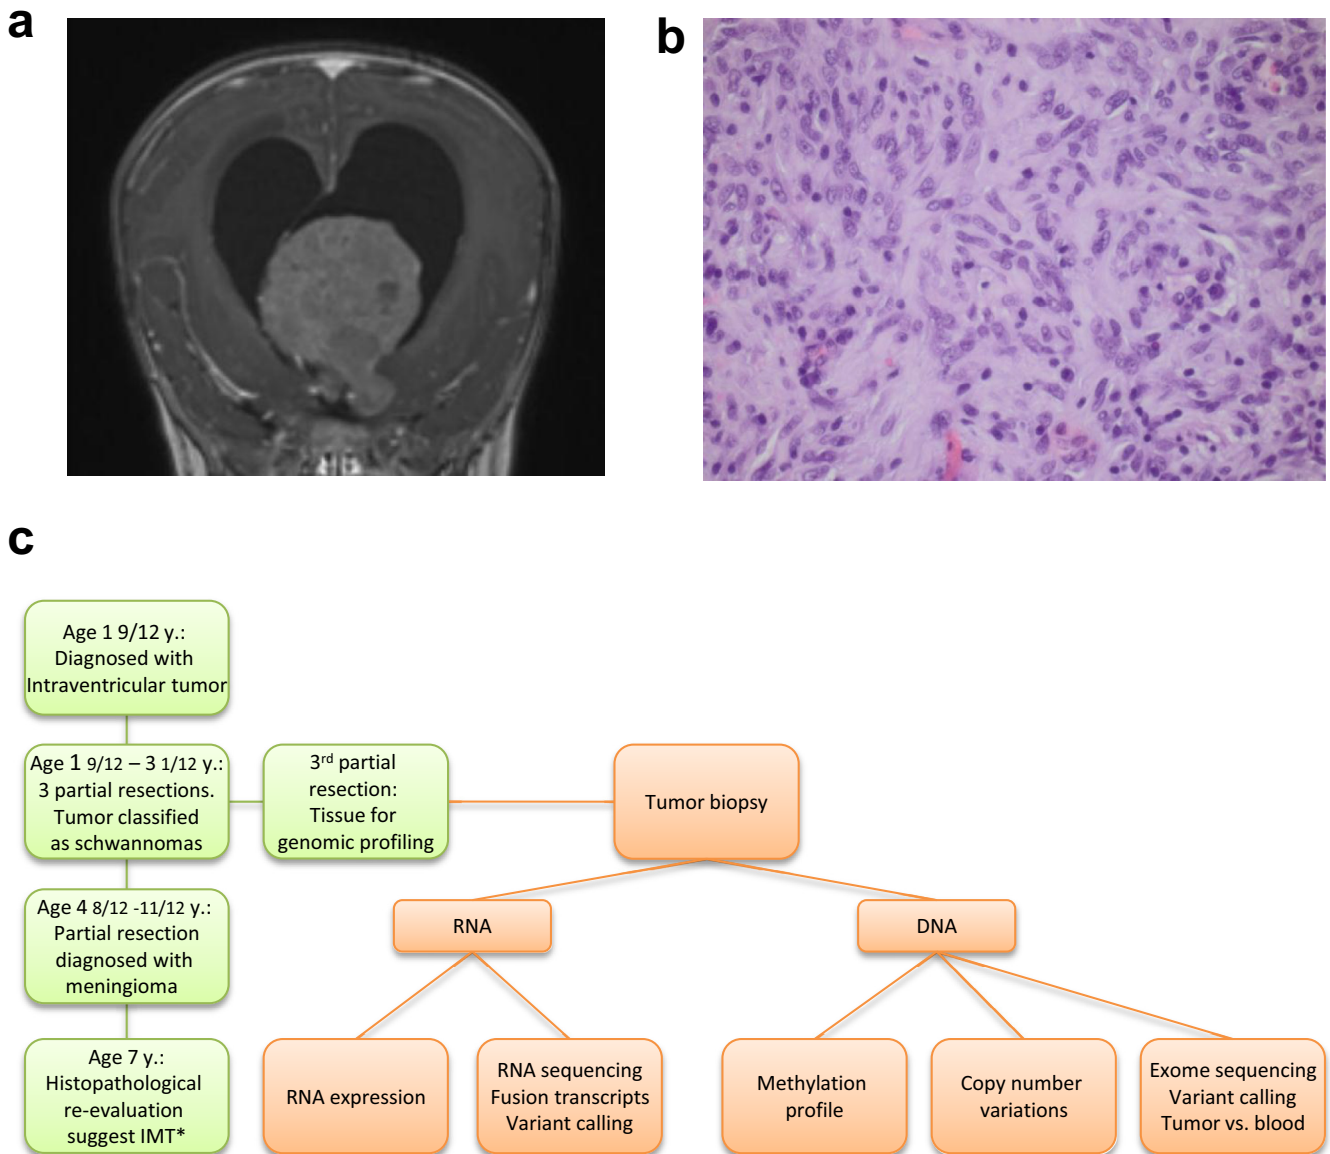 a
b
c
Age 1 9/12 y.:
Diagnosed with
Intraventricular tumor
Age 1 9/12 – 3 1/12 y.:
3 partial resections.
Tumor classified
as schwannomas
3rd partial
resection:
Tissue for
genomic profiling
Tumor biopsy
Age 4 8/12 -11/12 y.:
Partial resection
diagnosed with
meningioma
RNA
DNA
Age 7 y.:
Histopathological
re-evaluation
suggest IMT*
RNA expression
RNA sequencing
Fusion transcripts
Variant calling
Methylation
profile
Copy number
variations
Exome sequencing
Variant calling
Tumor vs. blood